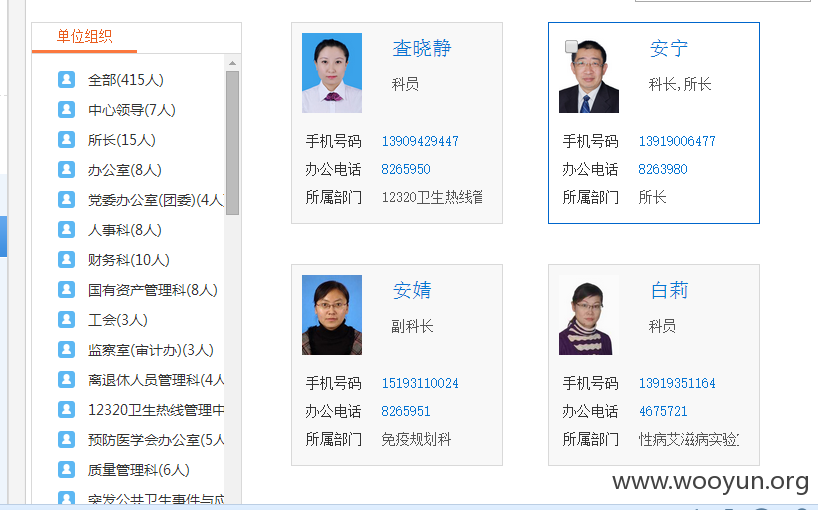 单位组织
全部(415人)
中心领导(7人)
所长(15人)
办公室(8人)
党委办公室(团委)(4人
人事科(8人)
财务科(10人)
国有资产管理科(8人)
工会(3人)
监察室(审计办)(3人)
离退休人员管理科(4人
12320卫生热线管理中
预防医学会办公室(5人
质量管理科(6人)
突发公共卫生事件与应
查晓静
科员
手机号码 13909429447
办公电话 8265950
所属部门 12320卫生热线管
安宁
科长,所长
手机号码 13919006477
办公电话 8263980
所属部门 所长
安婧
副科长
手机号码 15193110024
办公电话 8265951
所属部门 免疫规划科
白莉
科员
手机号码 13919351164
办公电话 4675721
所属部门 性病艾滋病实验
www.wooyun.org